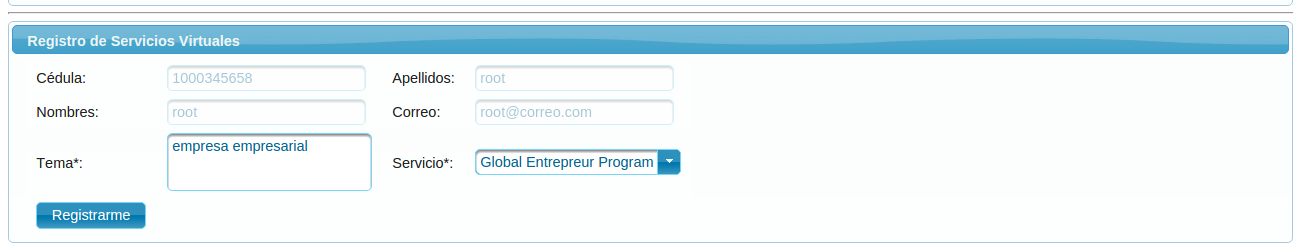 Registro de Servicios Virtuales
Cédula: 1000345658 Apellidos: root
Nombres: root Correo: root@correo.com
Tema*: empresa empresarial Servicio*: Global Entrepreur Program
Registrarme